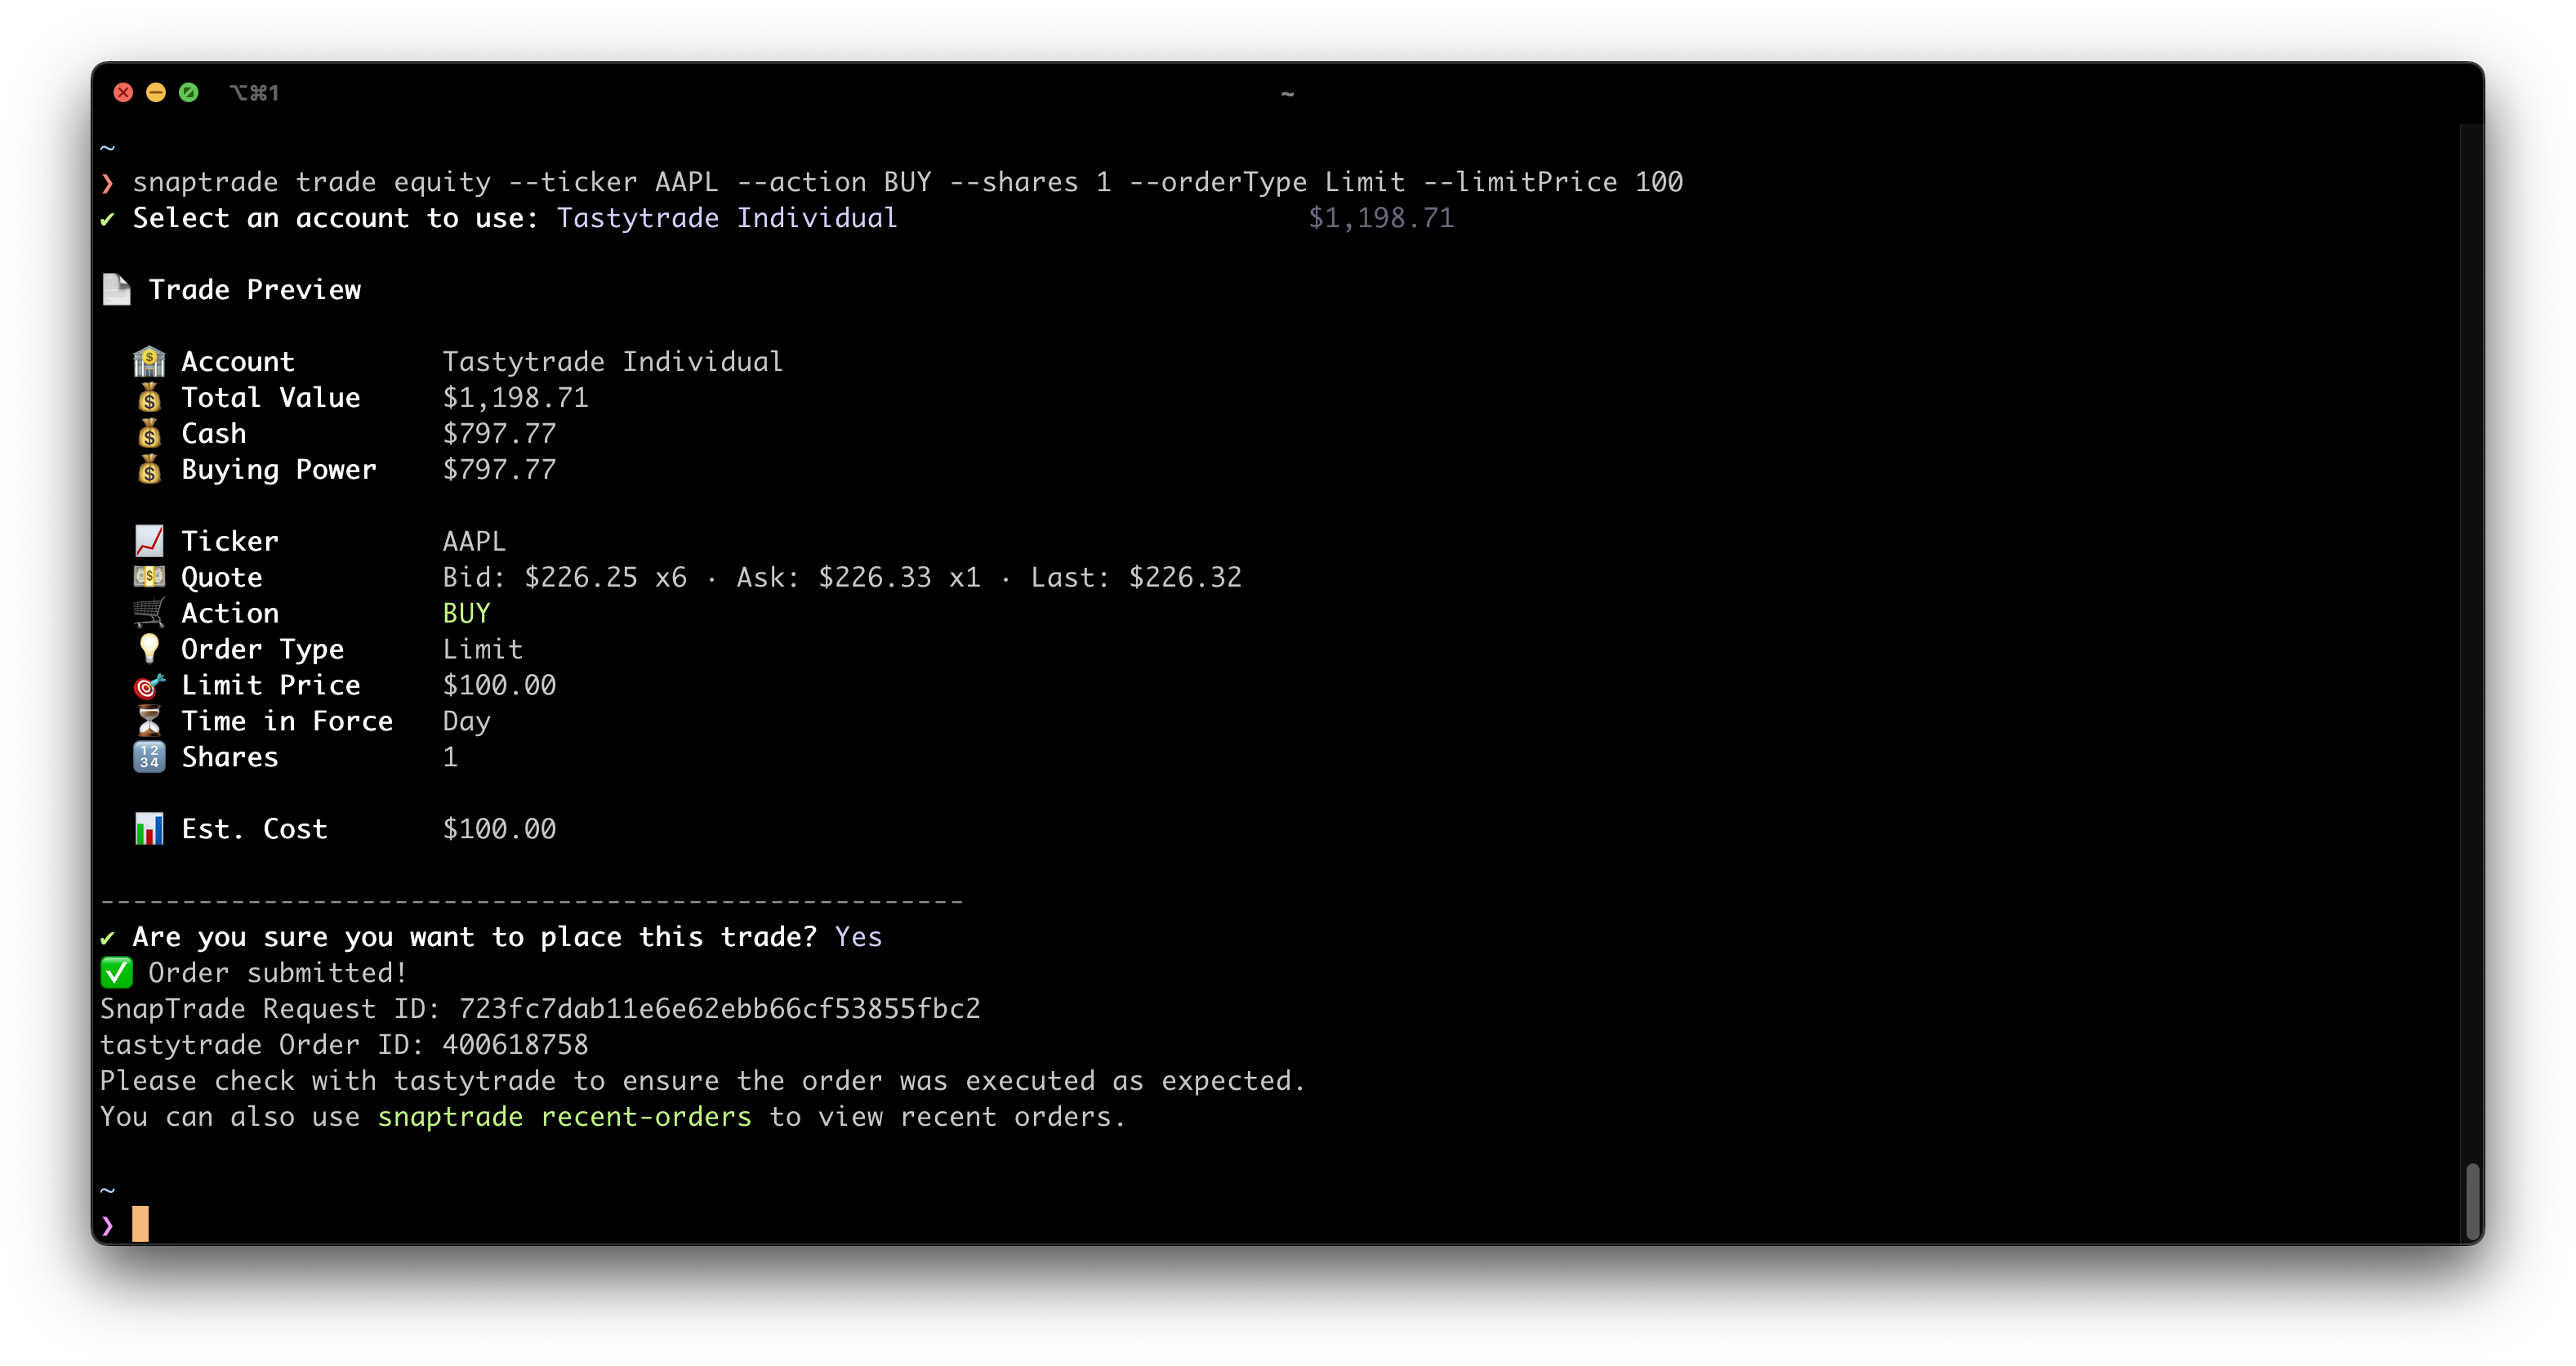 ⌥⌘1
~
~
❯ snaptrade trade equity --ticker AAPL --action BUY --shares 1 --orderType Limit --limitPrice 100
✔ Select an account to use: Tastytrade Individual $1,198.71
📄 Trade Preview
🏦 Account Tastytrade Individual
💰 Total Value $1,198.71
💰 Cash $797.77
💰 Buying Power $797.77
📈 Ticker AAPL
💵 Quote Bid: $226.25 x6 · Ask: $226.33 x1 · Last: $226.32
🛒 Action BUY
💡 Order Type Limit
🎯 Limit Price $100.00
⏳ Time in Force Day
🔢 Shares 1
📊 Est. Cost $100.00
-----------------------------------------------------
✔ Are you sure you want to place this trade? Yes
✅ Order submitted!
SnapTrade Request ID: 723fc7dab11e6e62ebb66cf53855fbc2
tastytrade Order ID: 400618758
Please check with tastytrade to ensure the order was executed as expected.
You can also use snaptrade recent-orders to view recent orders.
~
❯